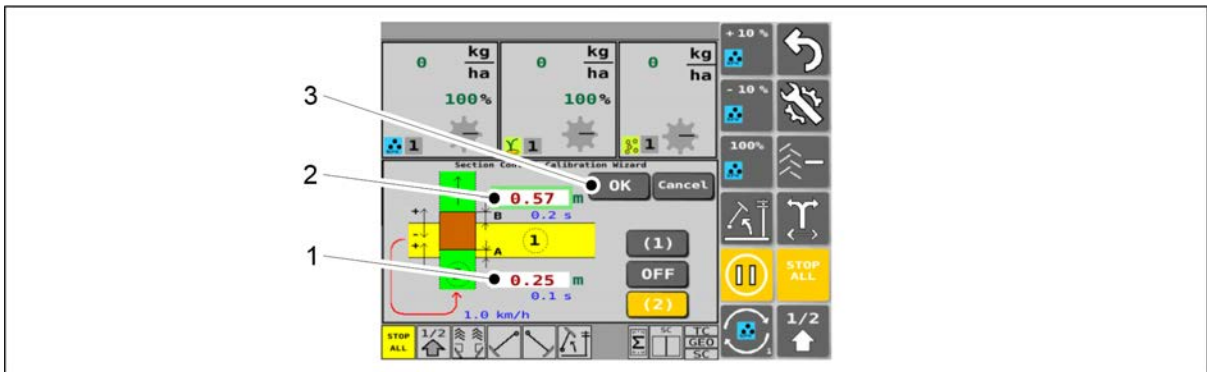 + 10 %
0 kg/ha
0 kg/ha
0 kg/ha
100%
100%
- 10 %
1
1
1
100%
3
Section Control Calibration Wizard
2
OK
Cancel
0.57 m
+
B
0.2 s
-
+
1
(1)
A
1
0.25 m
OFF
0.1 s
(2)
STOP
ALL
1.0 km/h
STOP
ALL
1/2
Σ
SC
TC
GEO
SC
1
1/2